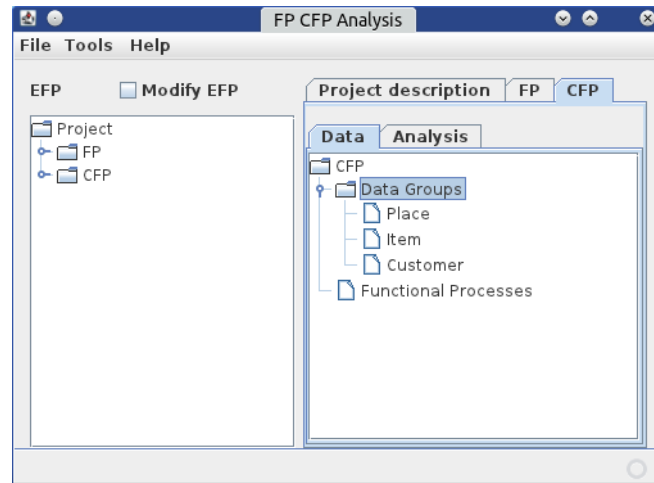 FP CFP Analysis
File Tools Help
EFP Modify EFP
Project
FP
CFP
Project description FP CFP
Data Analysis
CFP
Data Groups
Place
Item
Customer
Functional Processes